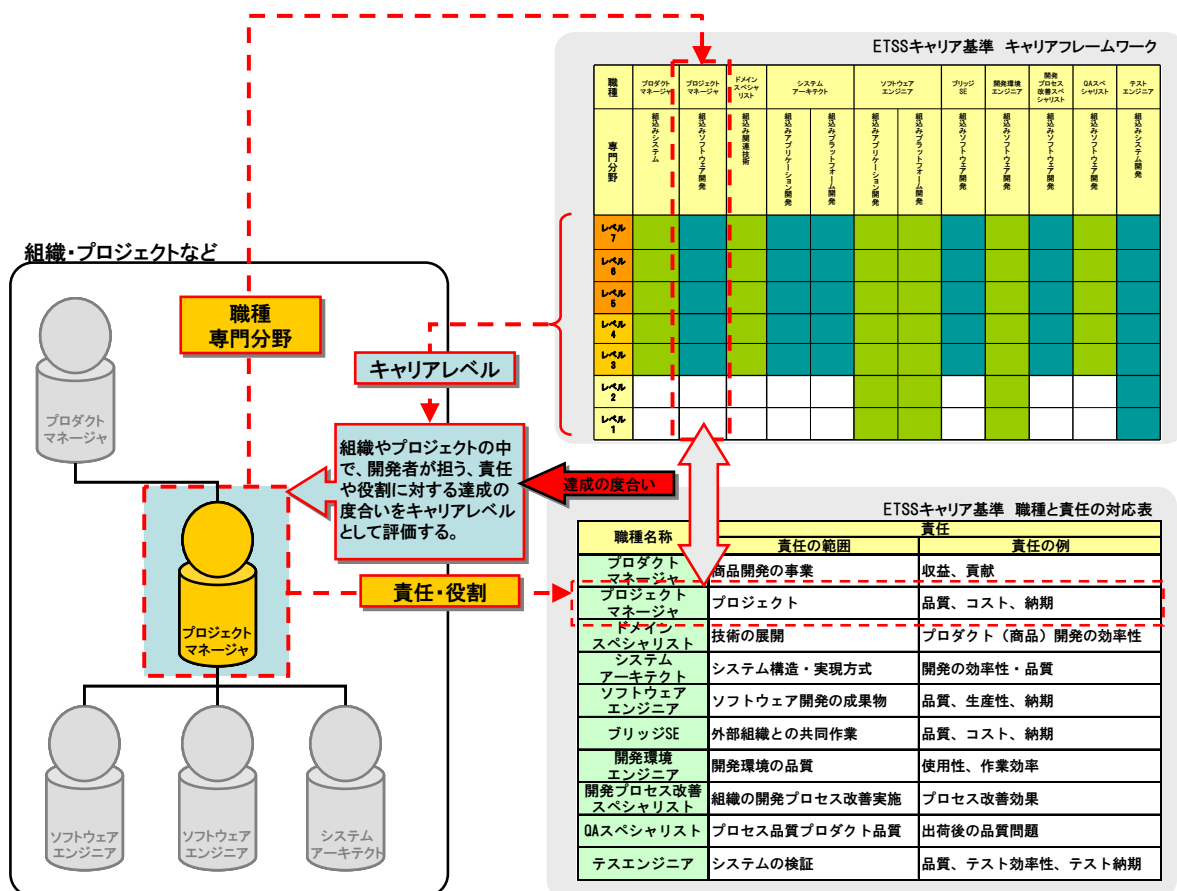 ETSSキャリア基準 キャリアフレームワーク
職種
プロダクト
マネージャ
プロジェクト
マネージャ
ドメイン
スペシャ
リスト
システム
アーキテクト
ソフトウェア
エンジニア
ブリッジ
SE
開発環境
エンジニア
開発
プロセス
改善スペ
シャリスト
QAスペ
シャリスト
テスト
エンジニア
専門分野
組込みシステム
組込みソフトウェア開発
組込み関連技術
組込みアプリケーション開発
組込みプラットフォーム開発
組込みアプリケーション開発
組込みプラットフォーム開発
組込みソフトウェア開発
組込みソフトウェア開発
組込みソフトウェア開発
組込みソフトウェア開発
組込みシステム開発
レベル
7
レベル
6
レベル
5
レベル
4
レベル
3
レベル
2
レベル
1
組織・プロジェクトなど
職種
専門分野
キャリアレベル
組織やプロジェクトの中
で、開発者が担う、責任
や役割に対する達成の
度合いをキャリアレベル
として評価する。
達成の度合い
責任・役割
プロダクト
マネージャ
プロジェクト
マネージャ
ソフトウェア
エンジニア
ソフトウェア
エンジニア
システム
アーキテクト
ETSSキャリア基準 職種と責任の対応表
職種名称
責任
責任の範囲
責任の例
プロダクト
マネージャ
商品開発の事業
収益、貢献
プロジェクト
マネージャ
プロジェクト
品質、コスト、納期
ドメイン
スペシャリスト
技術の展開
プロダクト（商品）開発の効率性
システム
アーキテクト
システム構造・実現方式
開発の効率性・品質
ソフトウェア
エンジニア
ソフトウェア開発の成果物
品質、生産性、納期
ブリッジSE
外部組織との共同作業
品質、コスト、納期
開発環境
エンジニア
開発環境の品質
使用性、作業効率
開発プロセス改善
スペシャリスト
組織の開発プロセス改善実施
プロセス改善効果
QAスペシャリスト
プロセス品質プロダクト品質
出荷後の品質問題
テスエンジニア
システムの検証
品質、テスト効率性、テスト納期